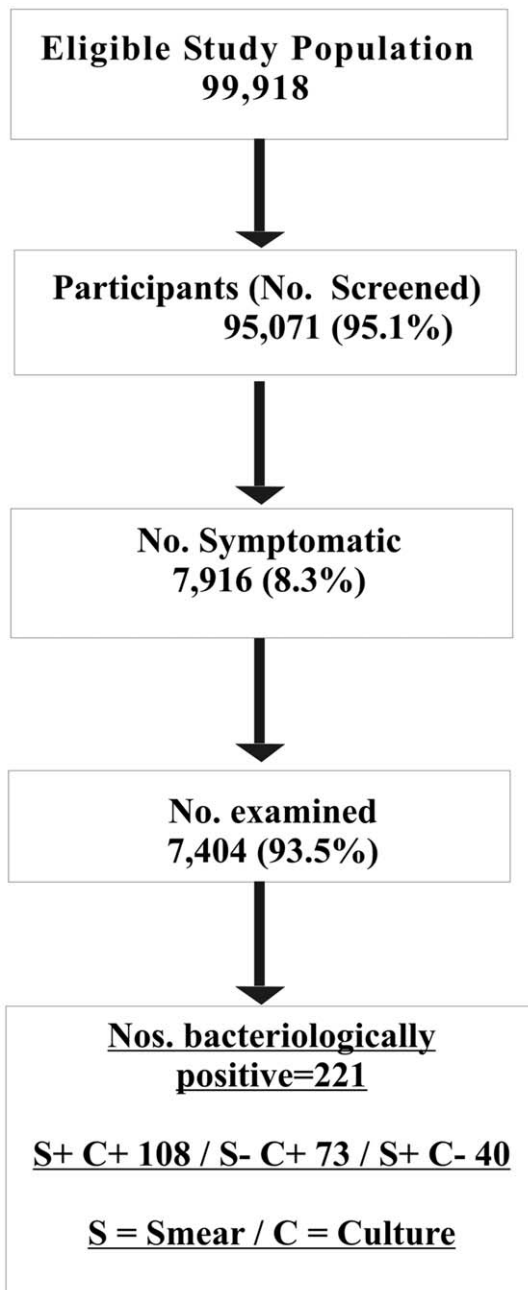 Eligible Study Population
99,918
Participants (No. Screened)
95,071 (95.1%)
No. Symptomatic
7,916 (8.3%)
No. examined
7,404 (93.5%)
Nos. bacteriologically
positive=221
S+ C+ 108 / S- C+ 73 / S+ C- 40
S = Smear / C = Culture